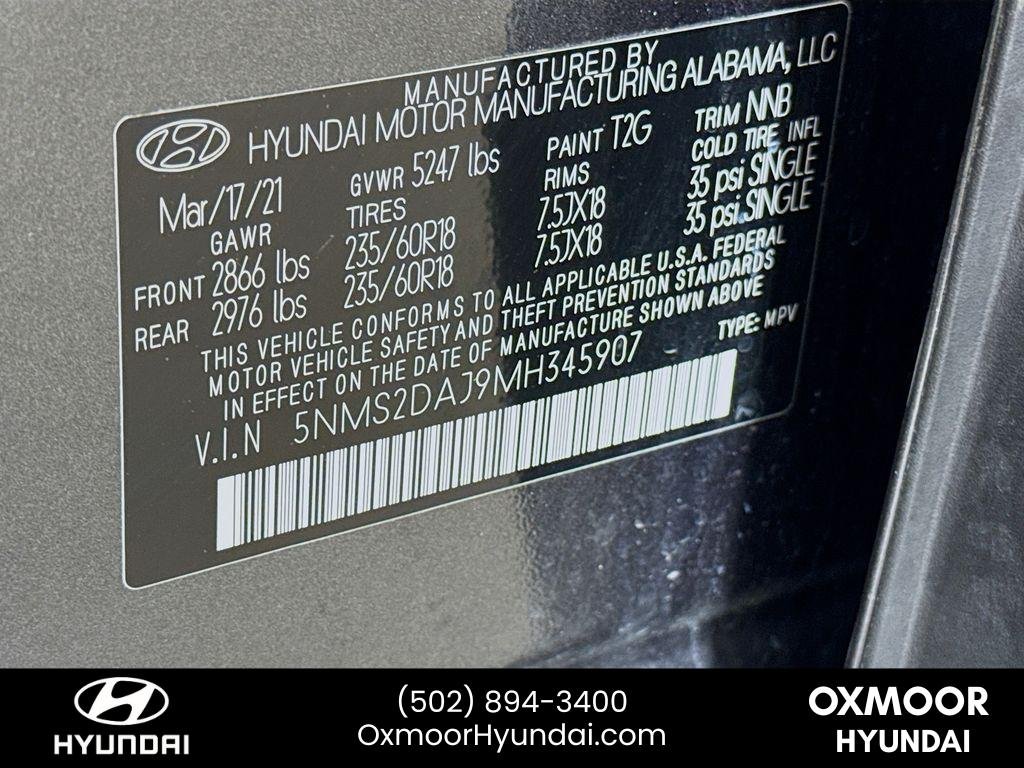 MANUFACTURED BY
HYUNDAI MOTOR MANUFACTURING ALABAMA, LLC
Mar/17/21 GVWR 5247 lbs PAINT T2G TRIM NNB
GAWR TIRES RIMS COLD TIRE INFL
FRONT 2866 lbs 235/60R18 7.5JX18 35 psi SINGLE
REAR 2976 lbs 235/60R18 7.5JX18 35 psi SINGLE
THIS VEHICLE CONFORMS TO ALL APPLICABLE U.S.A. FEDERAL
MOTOR VEHICLE SAFETY AND THEFT PREVENTION STANDARDS
IN EFFECT ON THE DATE OF MANUFACTURE SHOWN ABOVE
V.I.N 5NMS2DAJ9MH345907 TYPE: MPV
HYUNDAI
(502) 894-3400
OxmoorHyundai.com
OXMOOR
HYUNDAI